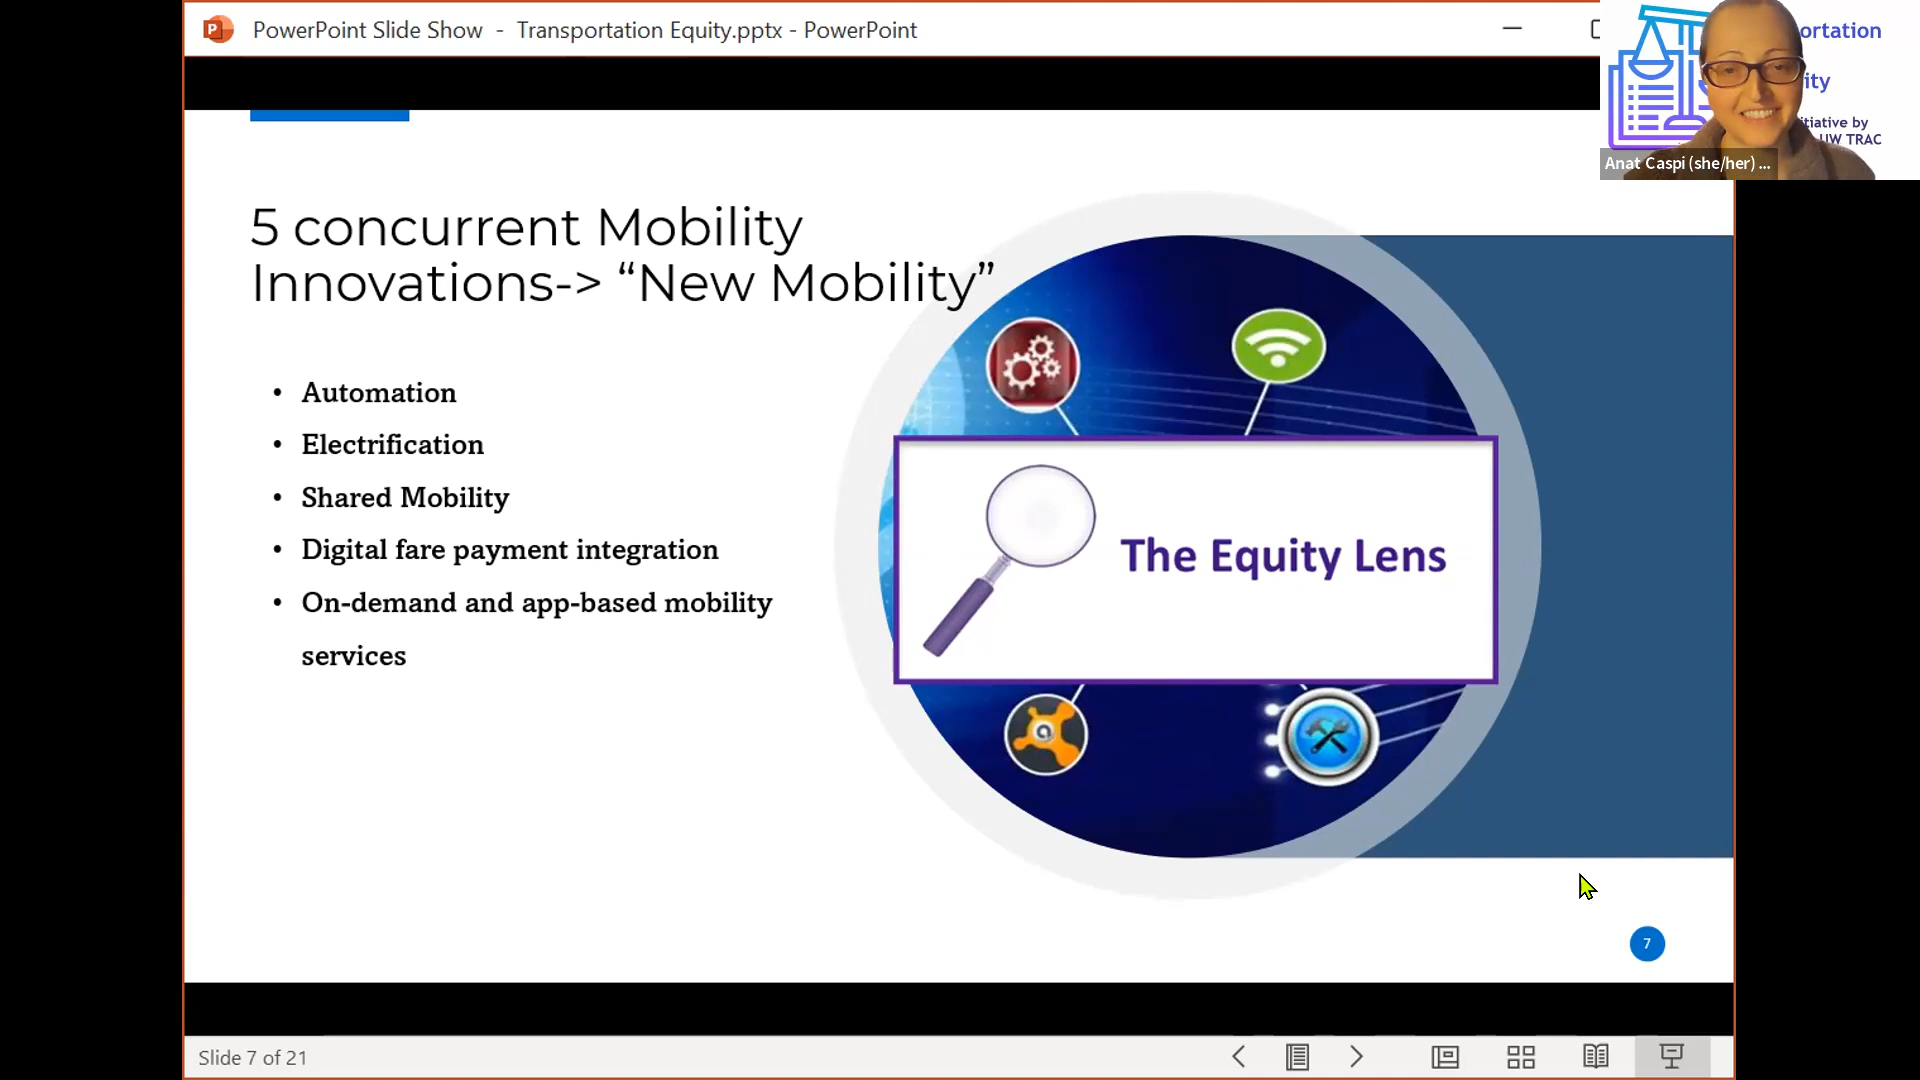 PowerPoint Slide Show - Transportation Equity.pptx - PowerPoint
ortation
ity
itiative by
UW TRAC
Anat Caspi (she/her) ...
5 concurrent Mobility
Innovations-> “New Mobility”
• Automation
• Electrification
• Shared Mobility
• Digital fare payment integration
• On-demand and app-based mobility
services
The Equity Lens
7
Slide 7 of 21